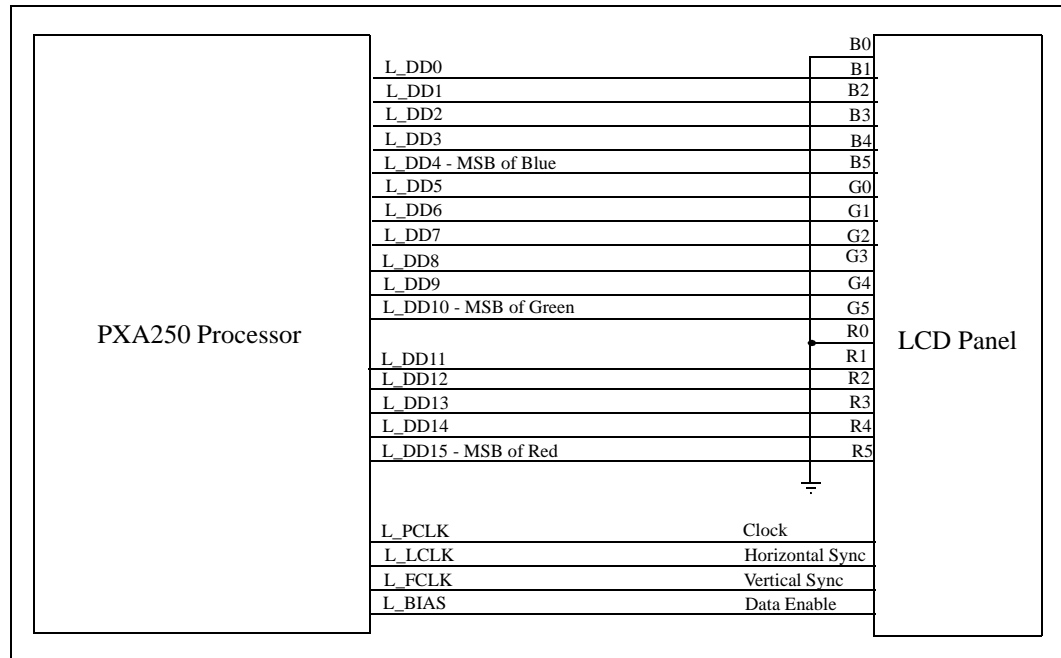 B0
L_DD0 B1
L_DD1 B2
L_DD2 B3
L_DD3 B4
L_DD4 - MSB of Blue B5
L_DD5 G0
L_DD6 G1
L_DD7 G2
L_DD8 G3
L_DD9 G4
L_DD10 - MSB of Green G5
PXA250 Processor
R0
LCD Panel
L_DD11 R1
L_DD12 R2
L_DD13 R3
L_DD14 R4
L_DD15 - MSB of Red R5
L_PCLK Clock
L_LCLK Horizontal Sync
L_FCLK Vertical Sync
L_BIAS Data Enable